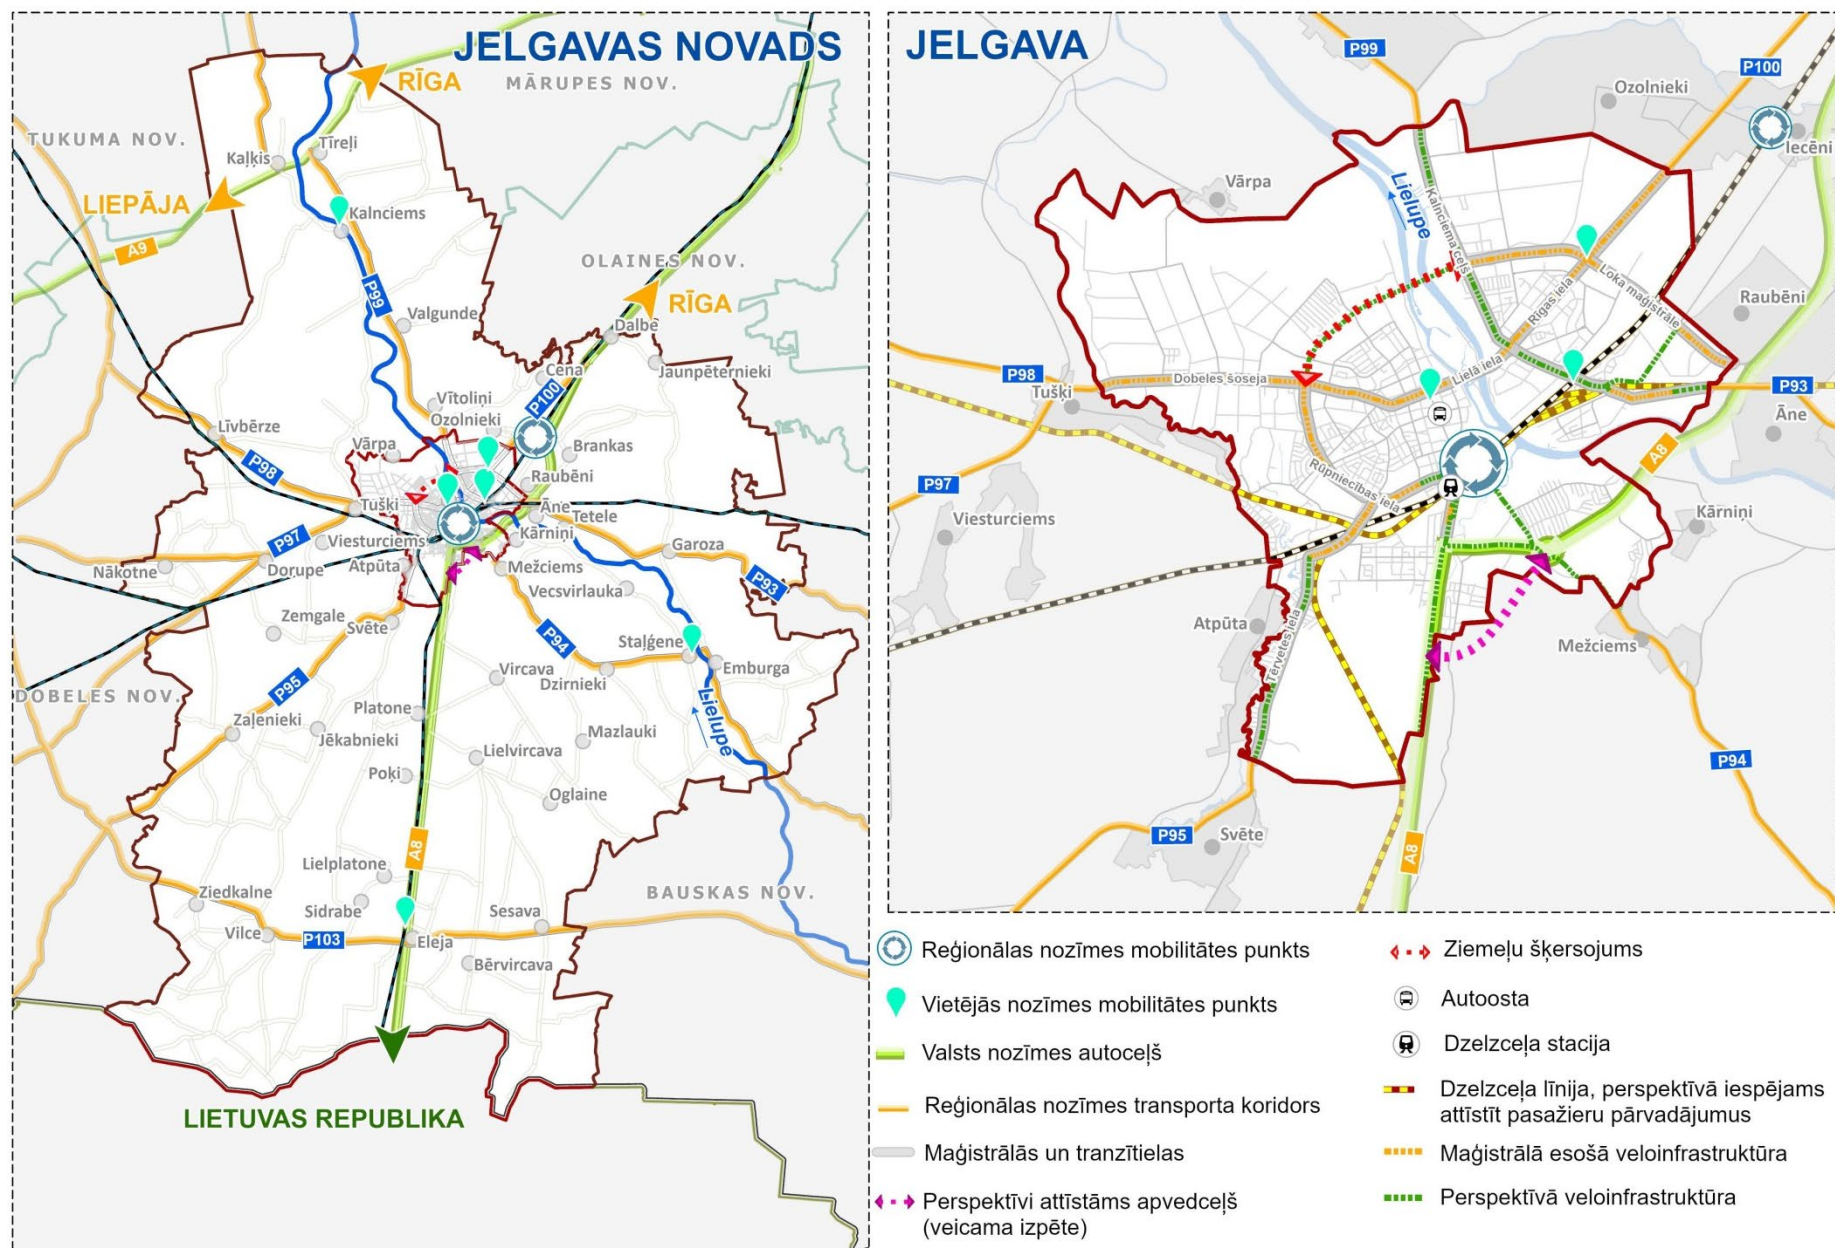 JELGAVAS NOVADS
RĪGA
MĀRUPES NOV.
TUKUMA NOV.
Tīreļi
Kaļķis
LIEPĀJA
Kalnciems
A9
OLAINES NOV.
P99
RĪGA
Valgunde
Dalbe
Jaunpēternieki
Cena
P100
Vītoliņi
Ozolnieki
Līvbērze
Vārpa
Brankas
P98
Raubēni
Tušķi
Āne
Tetele
P97
Viesturciems
Kārniņi
Garoza
Nākotne
Dorupe
Atpūta
Mežciems
P93
Vecsvirlauka
Zemgale
Svēte
P94
Staļģene
Emburga
Vircava
Dzirnieki
DOBELES NOV.
P95
Lielupe
Zaļenieki
Platone
Jēkabnieki
Mazlauki
Lielvircava
Poķi
Oglaine
A8
Lielplatone
BAUSKAS NOV.
Ziedkalne
Sidrabe
Sesava
Vilce
P103
Eleja
Bērvircava
LIETUVAS REPUBLIKA
JELGAVA
P99
P100
Ozolnieki
Iecēni
Vārpa
Lielupe
Kalnciema ceļš
Loka maģistrāle
Rīgas iela
Raubēni
P98
Dobeles šoseja
Lielā iela
P93
Tušķi
Āne
A8
Rūpniecības iela
P97
Viesturciems
Kārniņi
Atpūta
Mežciems
Tērvetes iela
P94
P95
Svēte
A8
Reģionālas nozīmes mobilitātes punkts
Vietējās nozīmes mobilitātes punkts
Valsts nozīmes autoceļš
Reģionālas nozīmes transporta koridors
Maģistrālās un tranzītielas
Perspektīvi attīstāms apvedceļš
(veicama izpēte)
Ziemeļu šķersojums
Autoosta
Dzelzceļa stacija
Dzelzceļa līnija, perspektīvā iespējams
attīstīt pasažieru pārvadājumus
Maģistrālā esošā veloinfrastruktūra
Perspektīvā veloinfrastruktūra